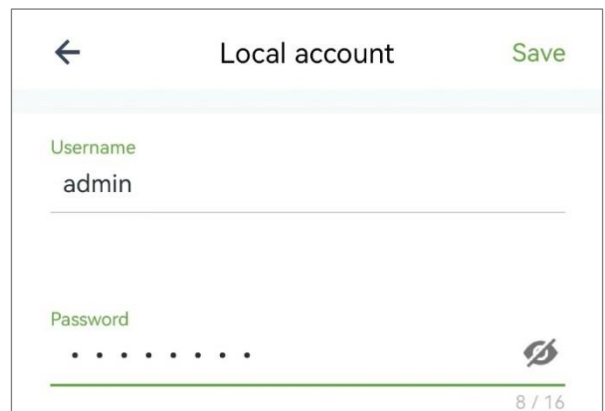 Local account Save
Username
admin
Password
• • • • • • • •
8 / 16